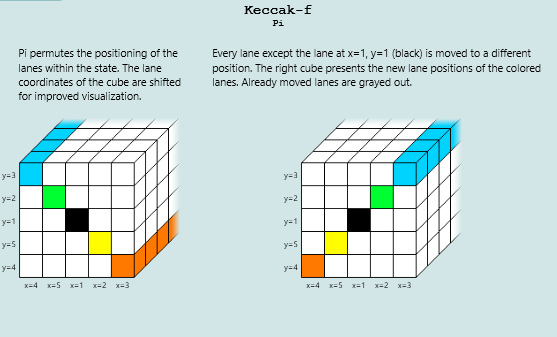 Keccak-f
Pi
Pi permutes the positioning of the
lanes within the state. The lane
coordinates of the cube are shifted
for improved visualization.
Every lane except the lane at x=1, y=1 (black) is moved to a different
position. The right cube presents the new lane positions of the colored
lanes. Already moved lanes are grayed out.
y=3
y=2
y=1
y=5
y=4
x=4 x=5 x=1 x=2 x=3
y=3
y=2
y=1
y=5
y=4
x=4 x=5 x=1 x=2 x=3